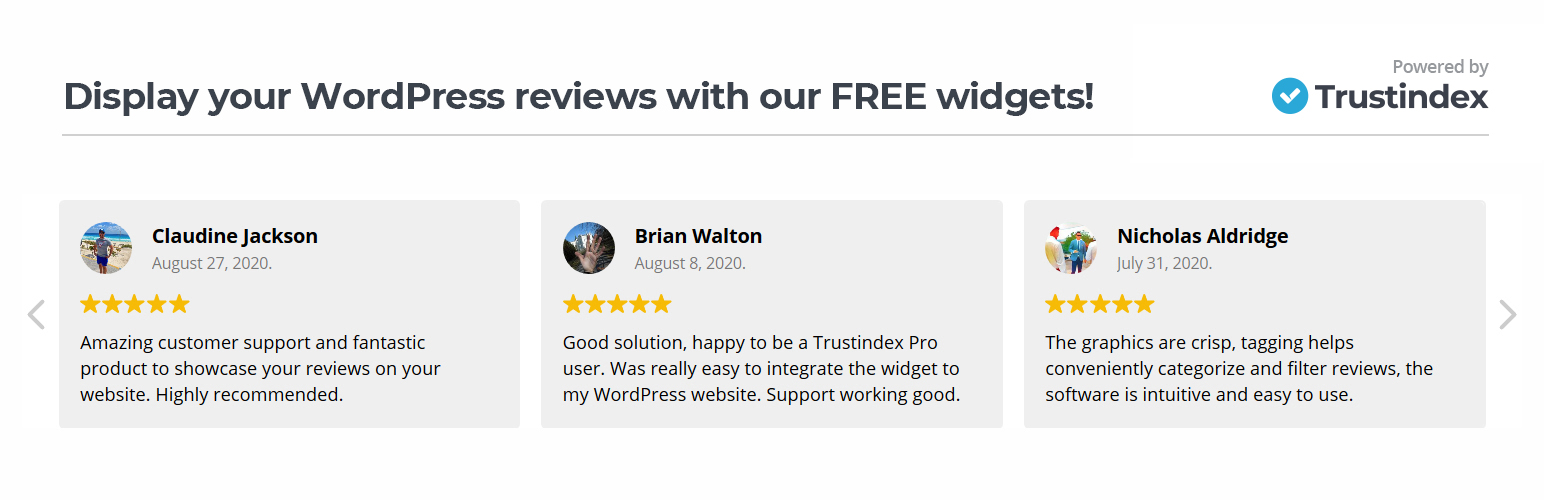 Powered by
Display your WordPress reviews with our FREE widgets!
Trustindex
Claudine Jackson
August 27, 2020.
Amazing customer support and fantastic
product to showcase your reviews on your
website. Highly recommended.
Brian Walton
August 8, 2020.
Good solution, happy to be a Trustindex Pro
user. Was really easy to integrate the widget to
my WordPress website. Support working good.
Nicholas Aldridge
July 31, 2020.
The graphics are crisp, tagging helps
conveniently categorize and filter reviews, the
software is intuitive and easy to use.